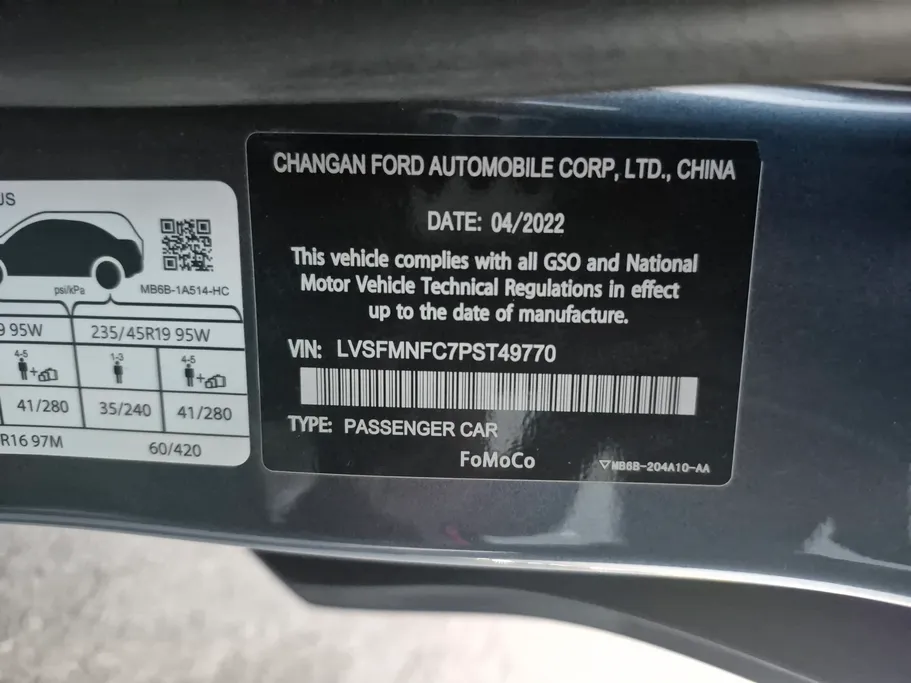 US
psi/kPa
MB6B-1A514-HC
9 95W
235/45R19 95W
4-5
1-3
4-5
41/280
35/240
41/280
R16 97M
60/420
CHANGAN FORD AUTOMOBILE CORP, LTD., CHINA
DATE: 04/2022
This vehicle complies with all GSO and National
Motor Vehicle Technical Regulations in effect
up to the date of manufacture.
VIN: LVSFMNFC7PST49770
TYPE: PASSENGER CAR
FoMoCo
▽MB6B-204A10-AA